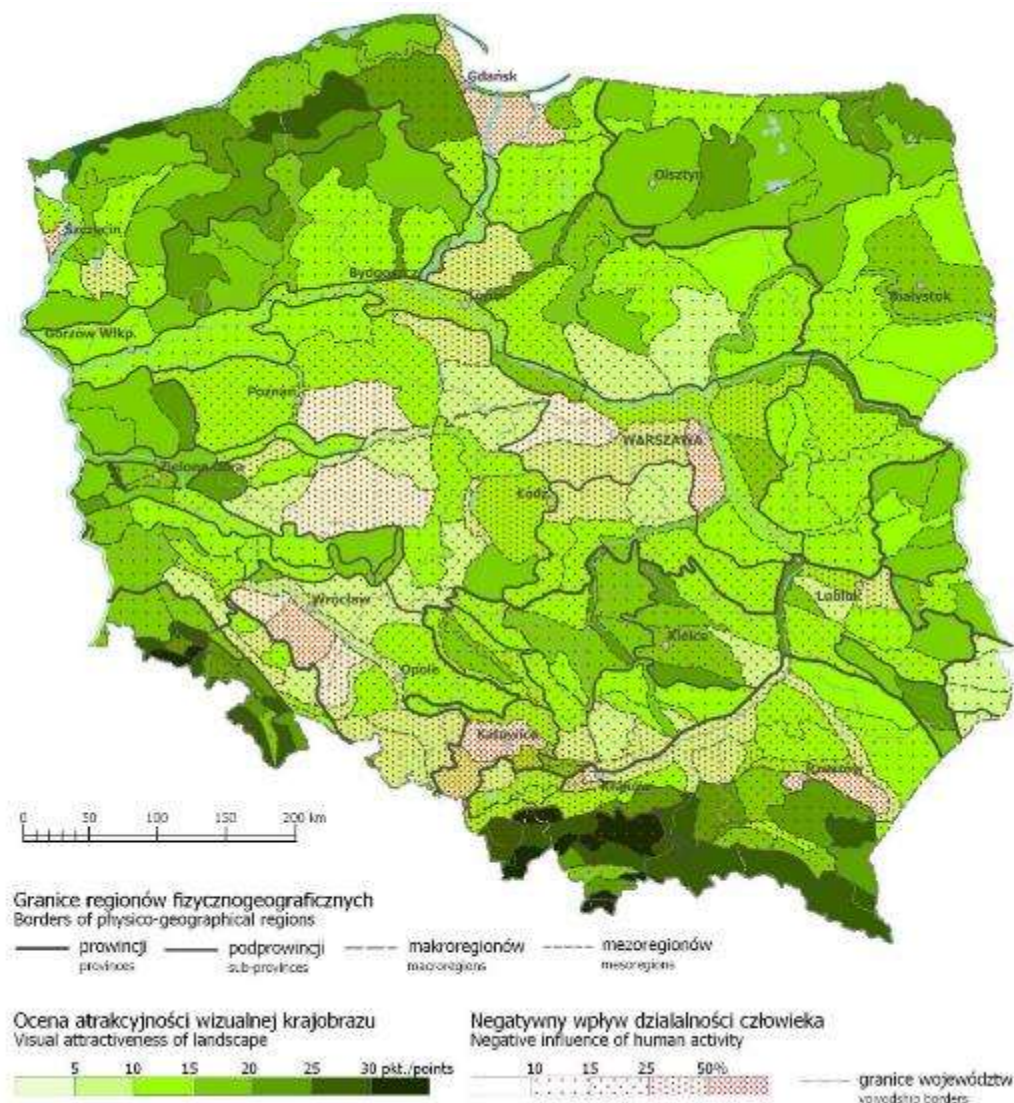 Gdańsk
Olsztyn
Szczecin
Bydgoszcz
Białystok
Gorzów Wlkp.
Poznań
WARSZAWA
Zielona Góra
Łódź
Wrocław
Lublin
Kielce
Opole
Katowice
Kraków
0 50 100 150 200 km
Granice regionów fizycznogeograficznych
Borders of physico-geographical regions
prowincji podprowincji makroregionów mezoregionów
provinces sub-provinces macroregions mesoregions
Ocena atrakcyjności wizualnej krajobrazu Negatywny wpływ działalności człowieka
Visual attractiveness of landscape Negative influence of human activity
5 10 15 20 25 30 pkt./points 10 15 25 50%
granice województw
voivodship borders